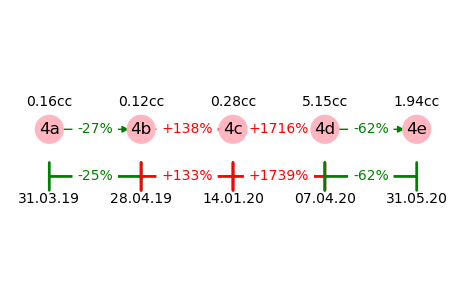 0.16cc 0.12cc 0.28cc 5.15cc 1.94cc
4a -27% 4b +138% 4c +1716% 4d -62% 4e
-25% +133% +1739% -62%
31.03.19 28.04.19 14.01.20 07.04.20 31.05.20